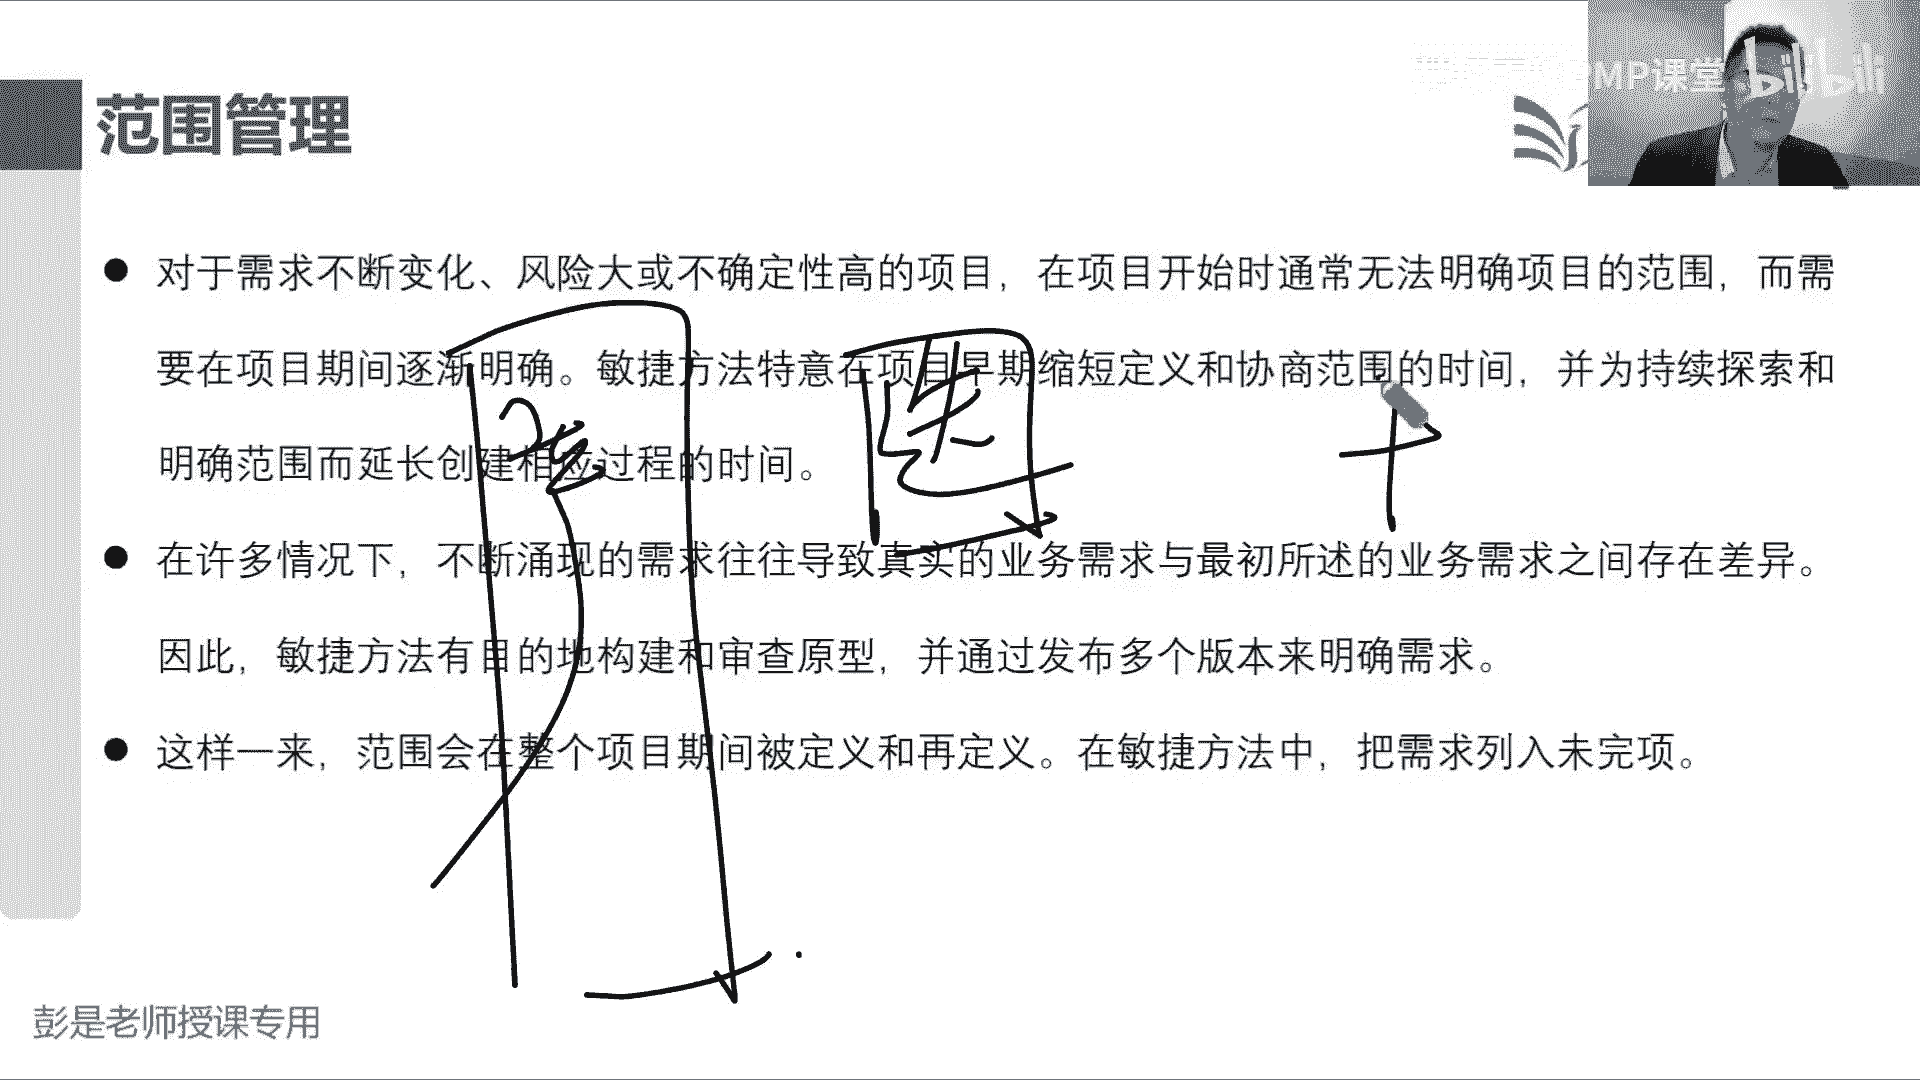 PMP课堂 bilibili
范围管理
对于需求不断变化、风险大或不确定性高的项目，在项目开始时通常无法明确项目的范围，而需
要在项目期间逐渐明确。敏捷方法特意在项目早期缩短定义和协商范围的时间，并为持续探索和
明确范围而延长创建相应过程的时间。
在许多情况下，不断涌现的需求往往导致真实的业务需求与最初所述的业务需求之间存在差异。
因此，敏捷方法有目的地构建和审查原型，并通过发布多个版本来明确需求。
这样一来，范围会在整个项目期间被定义和再定义。在敏捷方法中，把需求列入未完项。
彭是老师授课专用